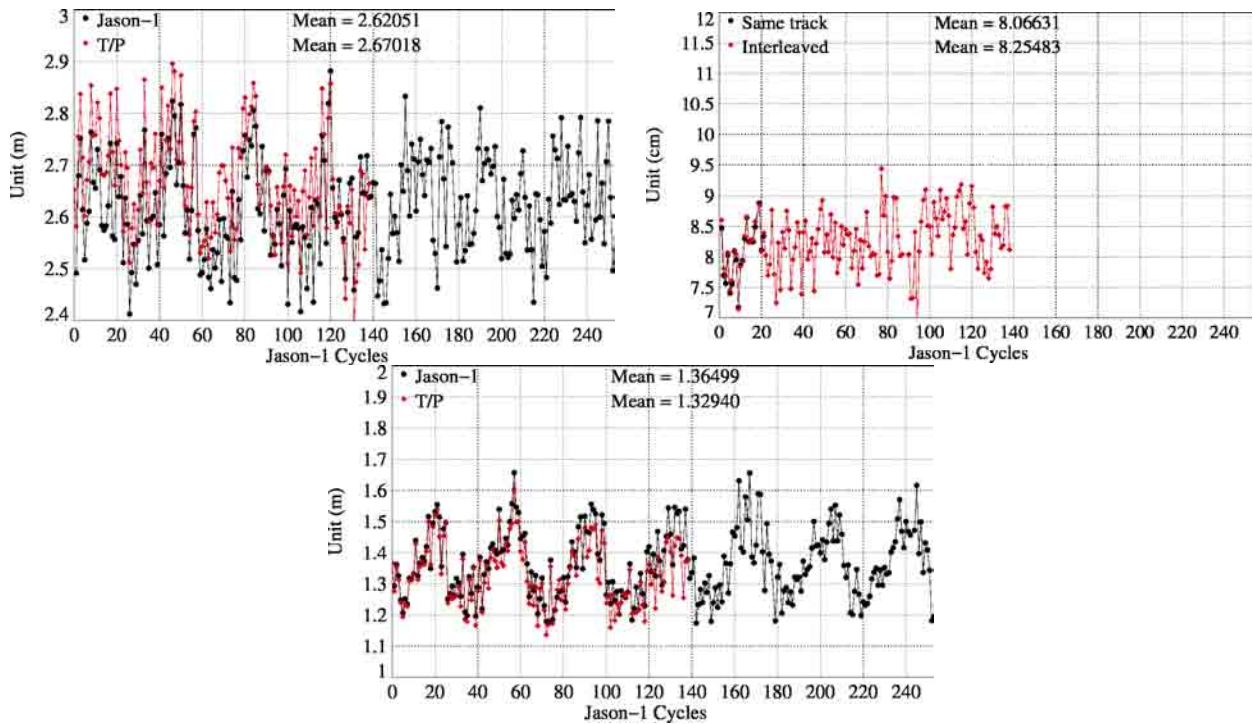 Jason−1 Mean = 2.62051
T/P Mean = 2.67018
2.9
2.8
2.7
2.6
2.5
2.4
Unit (m)
0 20 40 60 80 100 120 140 160 180 200 220 240
Jason−1 Cycles
12
Same track Mean = 8.06631
11.5
Interleaved Mean = 8.25483
11
10.5
10
9.5
9
8.5
8
7.5
7
Unit (cm)
0 20 40 60 80 100 120 140 160 180 200 220 240
Jason−1 Cycles
2
Jason−1 Mean = 1.36499
1.9
T/P Mean = 1.32940
1.8
1.7
1.6
1.5
1.4
1.3
1.2
1.1
1
Unit (m)
0 20 40 60 80 100 120 140 160 180 200 220 240
Jason−1 Cycles